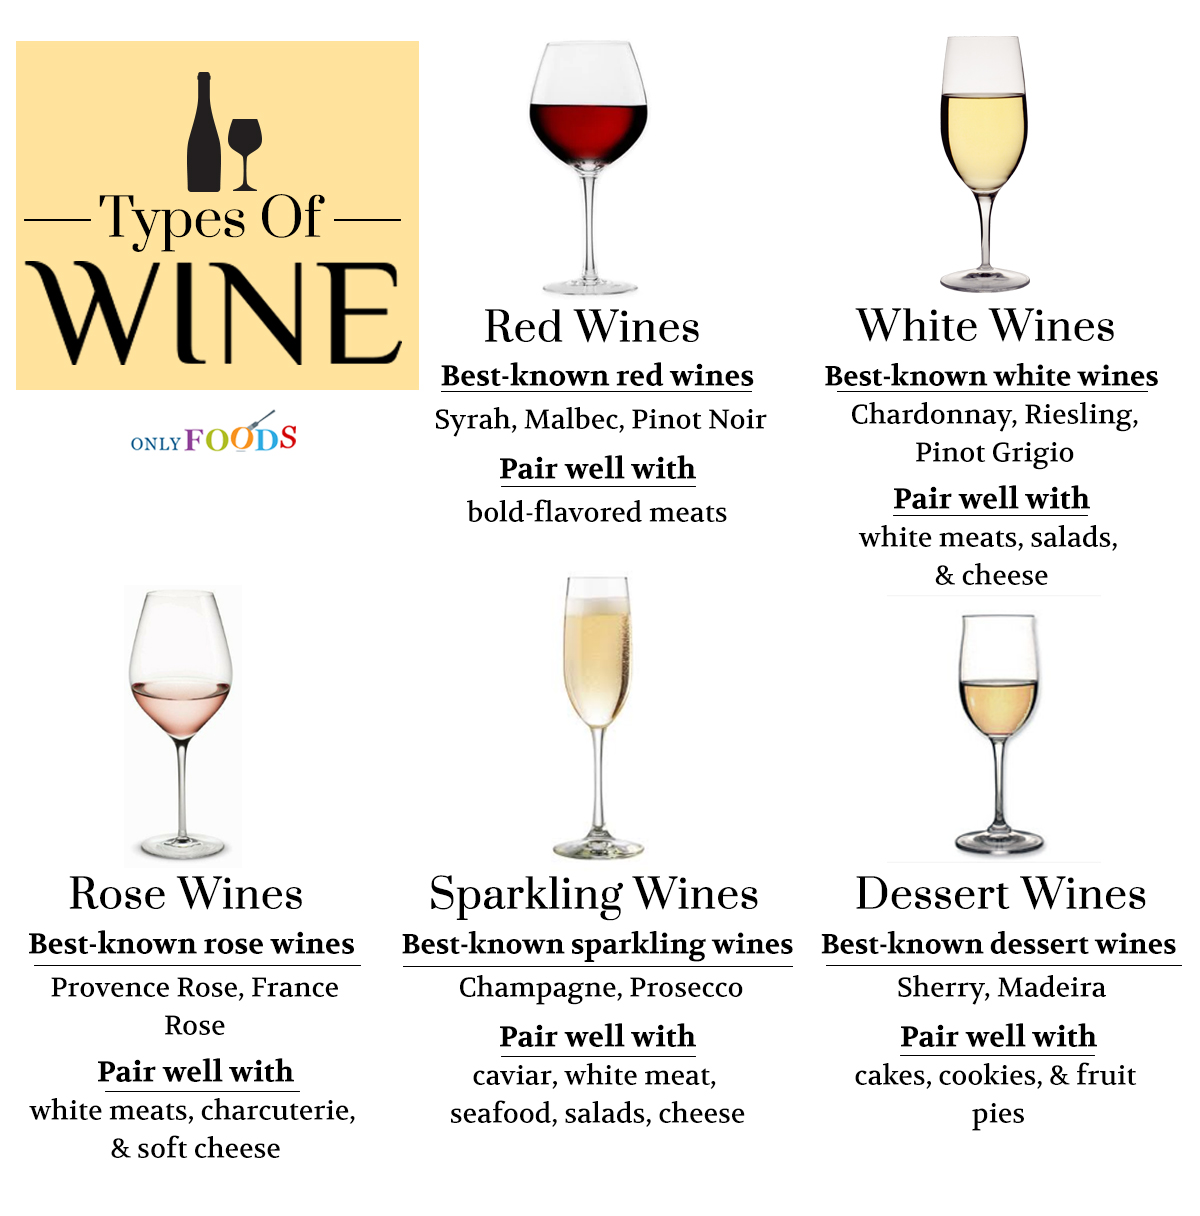 Types Of
WINE
ONLY FOODS
Red Wines
Best-known red wines
Syrah, Malbec, Pinot Noir
Pair well with
bold-flavored meats
White Wines
Best-known white wines
Chardonnay, Riesling,
Pinot Grigio
Pair well with
white meats, salads,
& cheese
Rose Wines
Best-known rose wines
Provence Rose, France
Rose
Pair well with
white meats, charcuterie,
& soft cheese
Sparkling Wines
Best-known sparkling wines
Champagne, Prosecco
Pair well with
caviar, white meat,
seafood, salads, cheese
Dessert Wines
Best-known dessert wines
Sherry, Madeira
Pair well with
cakes, cookies, & fruit
pies